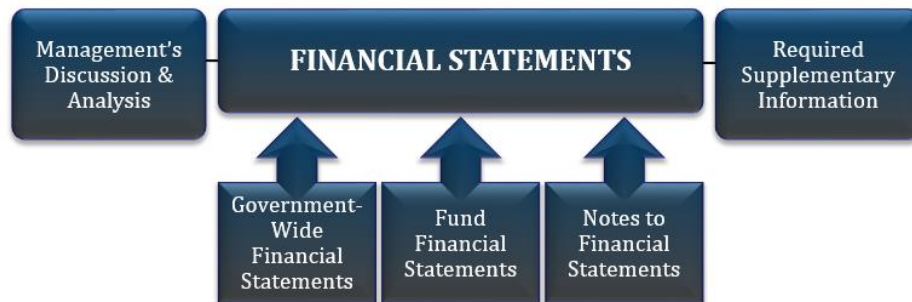 Management’s
Discussion &
Analysis
FINANCIAL STATEMENTS
Required
Supplementary
Information
Government-
Wide
Financial
Statements
Fund
Financial
Statements
Notes to
Financial
Statements